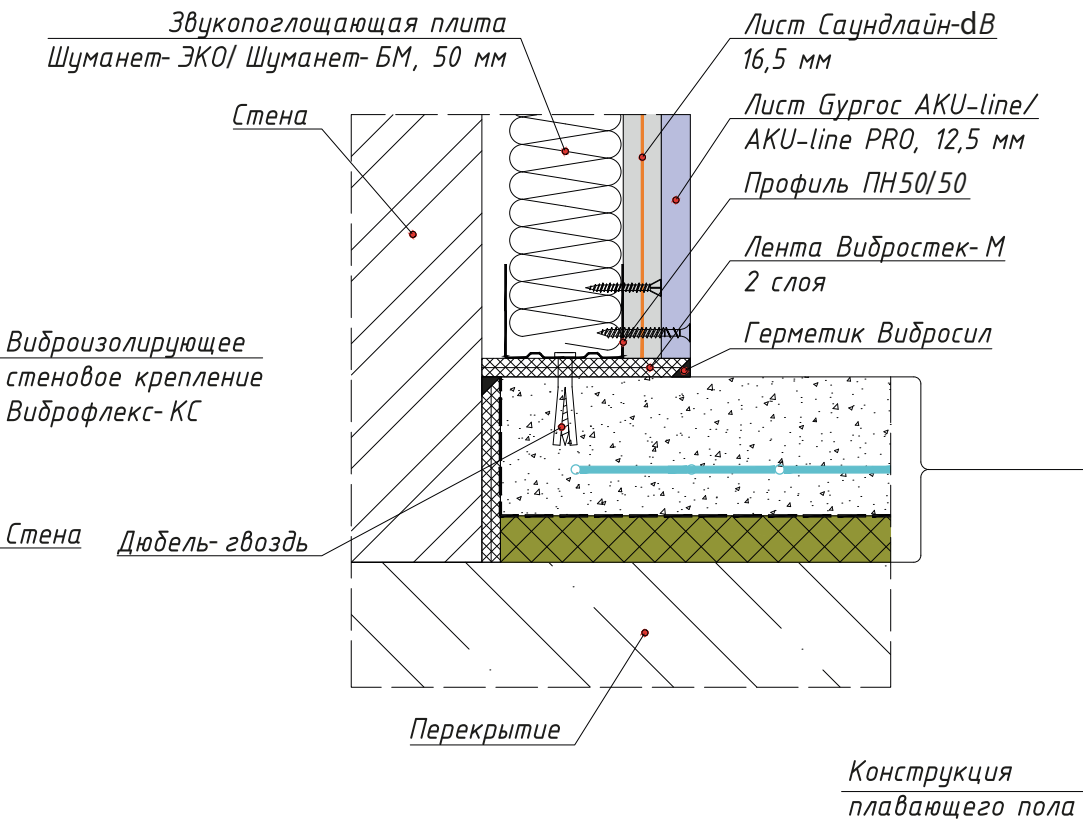 Звукопоглощающая плита
Шуманет-ЭКО/ Шуманет-БМ, 50 мм
Стена
Лист Саундлайн-dB
16,5 мм
Лист Gyproc AKU-line/
AKU-line PRO, 12,5 мм
Профиль ПН50/50
Лента Вибростек-М
2 слоя
Герметик Вибросил
Виброизолирующее
стеновое крепление
Виброфлекс-КС
Стена
Дюбель-гвоздь
Перекрытие
Конструкция
плавающего пола